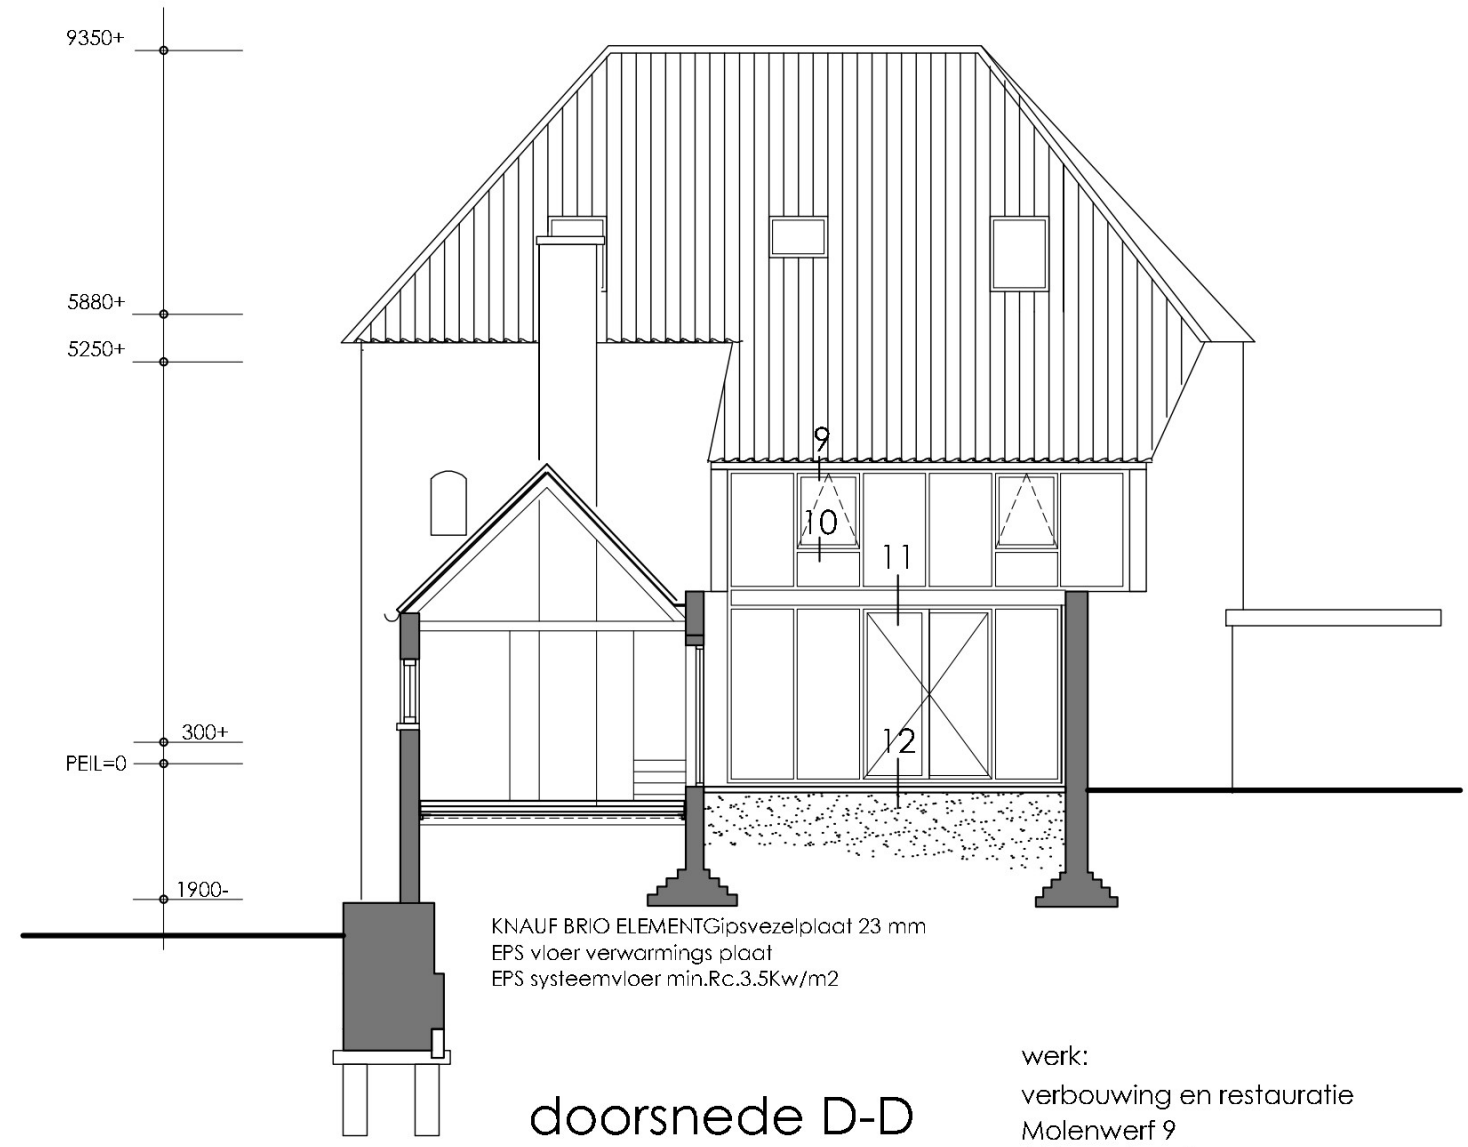 9350+
5880+
5250+
9
10
11
300+
12
PEIL=0
1900-
KNAUF BRIO ELEMENTGipsvezelplaat 23 mm
EPS vloer verwarmings plaat
EPS systeemvloer min.Rc.3.5Kw/m2
doorsnede D-D
werk:
verbouwing en restauratie
Molenwerf 9